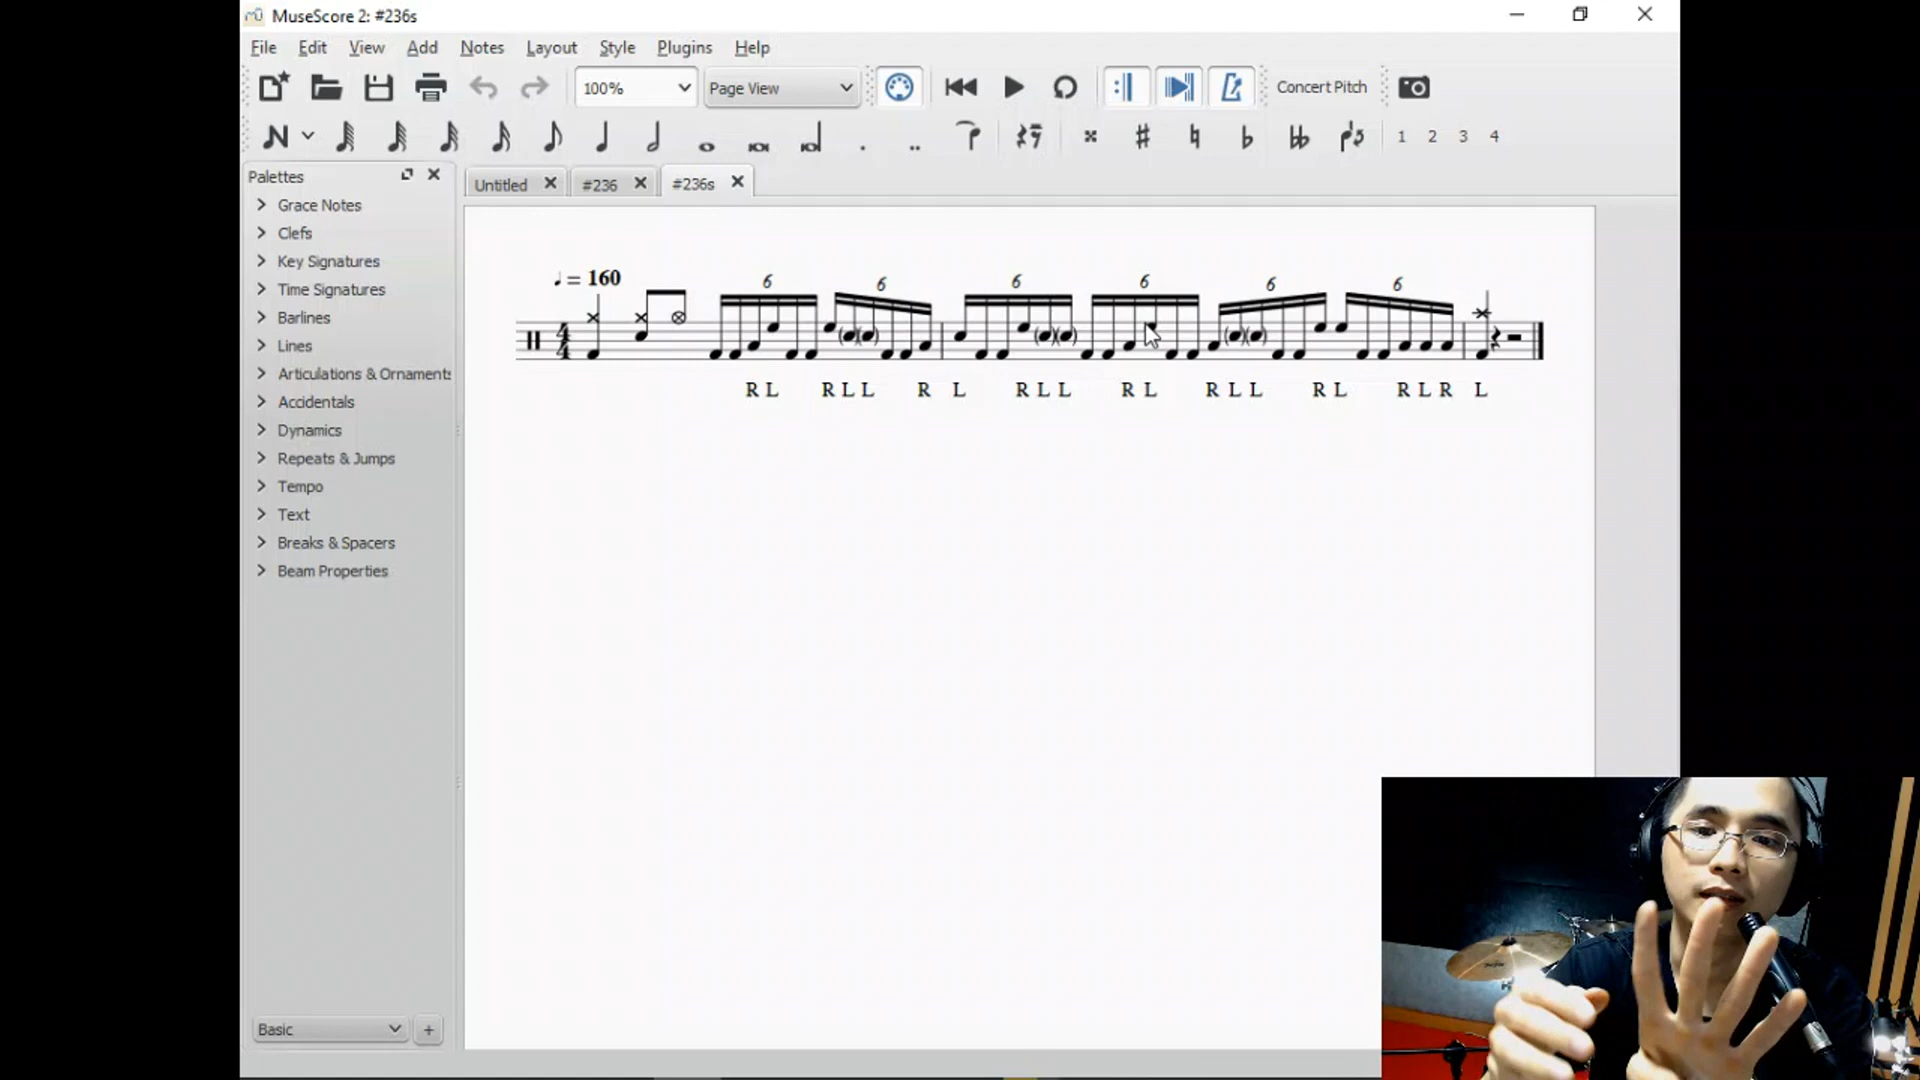 MuseScore 2: #236s
File Edit View Add Notes Layout Style Plugins Help
100% Page View Concert Pitch
1 2 3 4
Palettes
Untitled #236 #236s
Grace Notes
Clefs
Key Signatures
Time Signatures
Barlines
Lines
Articulations & Ornaments
Accidentals
Dynamics
Repeats & Jumps
Tempo
Text
Breaks & Spacers
Beam Properties
Basic
♩ = 160
6 6 6 6 6 6
4
4
R L R L L R L R L L R L R L L R L R L R L